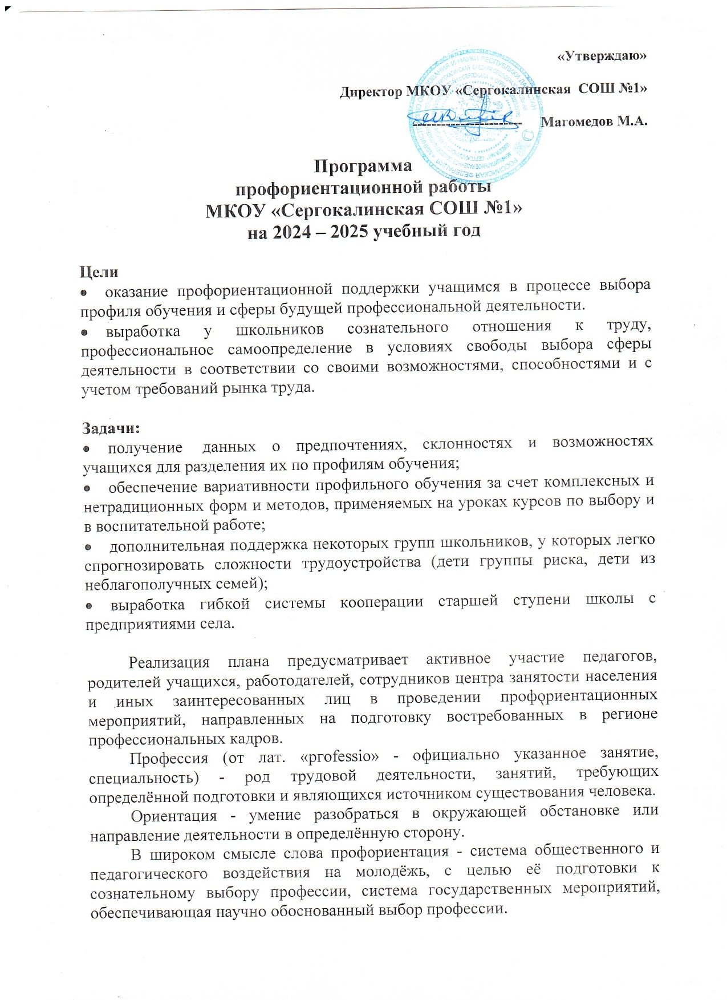 «Утверждаю»
Директор МКОУ «Сергокалинская СОШ №1»
----------------------- Магомедов М.А.
Программа
профориентационной работы
МКОУ «Сергокалинская СОШ №1»
на 2024 – 2025 учебный год
Цели
● оказание профориентационной поддержки учащимся в процессе выбора
профиля обучения и сферы будущей профессиональной деятельности.
● выработка у школьников сознательного отношения к труду,
профессиональное самоопределение в условиях свободы выбора сферы
деятельности в соответствии со своими возможностями, способностями и с
учетом требований рынка труда.
Задачи:
● получение данных о предпочтениях, склонностях и возможностях
учащихся для разделения их по профилям обучения;
● обеспечение вариативности профильного обучения за счет комплексных и
нетрадиционных форм и методов, применяемых на уроках курсов по выбору и
в воспитательной работе;
● дополнительная поддержка некоторых групп школьников, у которых легко
спрогнозировать сложности трудоустройства (дети группы риска, дети из
неблагополучных семей);
● выработка гибкой системы кооперации старшей ступени школы с
предприятиями села.
Реализация плана предусматривает активное участие педагогов,
родителей учащихся, работодателей, сотрудников центра занятости населения
и иных заинтересованных лиц в проведении профориентационных
мероприятий, направленных на подготовку востребованных в регионе
профессиональных кадров.
Профессия (от лат. «professio» - официально указанное занятие,
специальность) - род трудовой деятельности, занятий, требующих
определённой подготовки и являющихся источником существования человека.
Ориентация - умение разобраться в окружающей обстановке или
направление деятельности в определённую сторону.
В широком смысле слова профориентация - система общественного и
педагогического воздействия на молодёжь, с целью её подготовки к
сознательному выбору профессии, система государственных мероприятий,
обеспечивающая научно обоснованный выбор профессии.